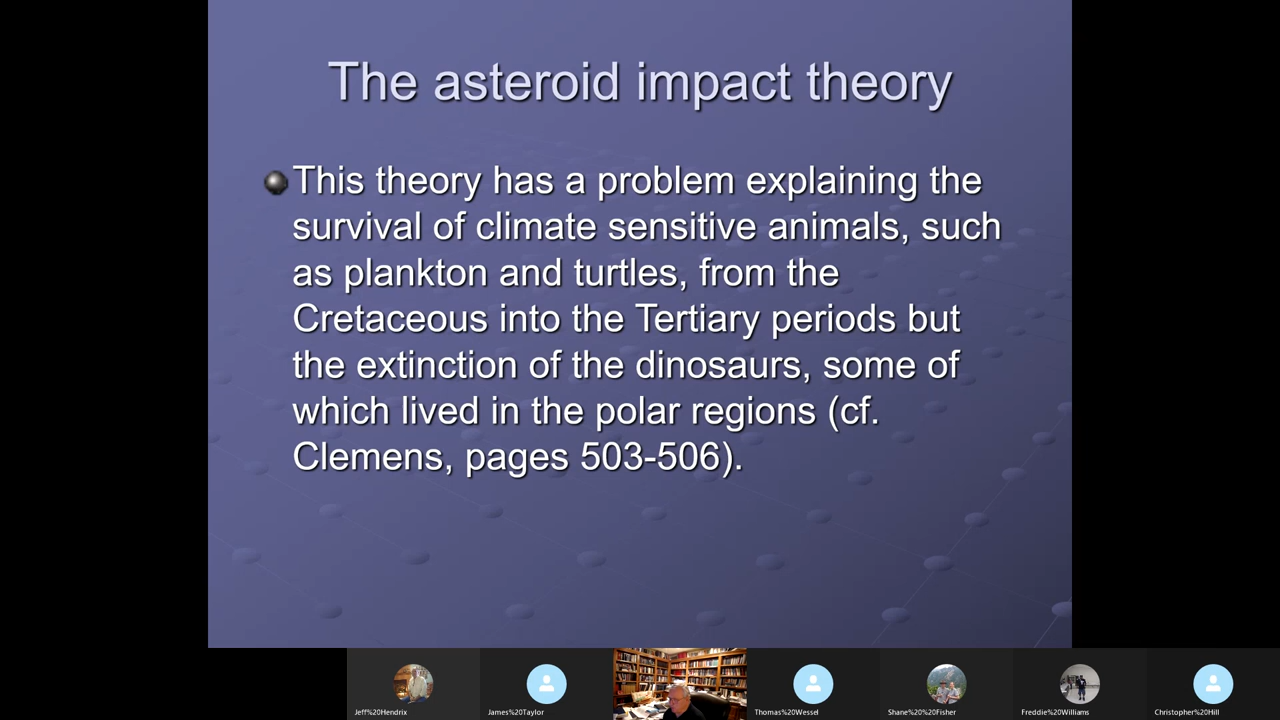 The asteroid impact theory
This theory has a problem explaining the
survival of climate sensitive animals, such
as plankton and turtles, from the
Cretaceous into the Tertiary periods but
the extinction of the dinosaurs, some of
which lived in the polar regions (cf.
Clemens, pages 503-506).
Jeff%20Hendrix
James%20Taylor
Thomas%20Wessel
Shane%20%20Fisher
Freddie%20Williams
Christopher%20Hill